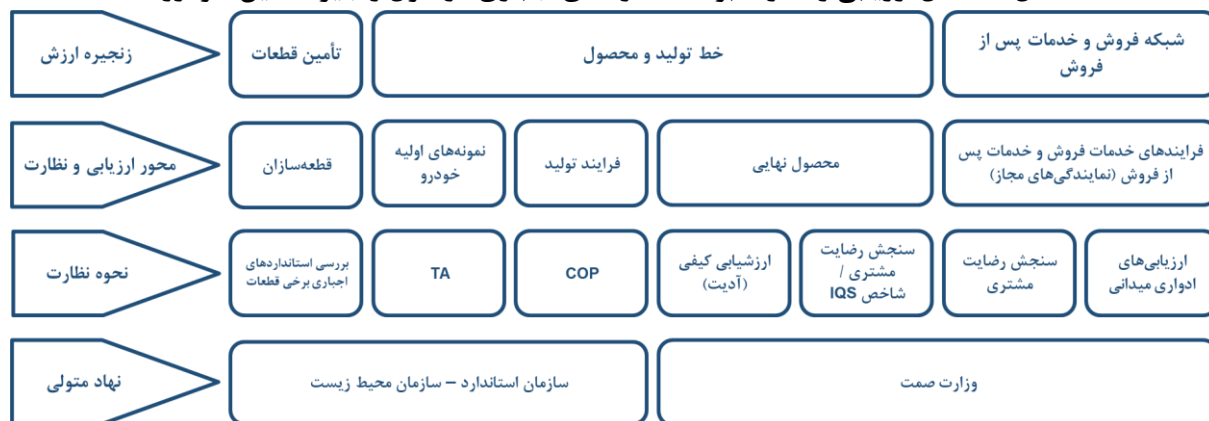 زنجیره ارزش
تأمین قطعات
خط تولید و محصول
شبکه فروش و خدمات پس از
فروش
محور ارزیابی و نظارت
قطعه‌سازان
نمونه‌های اولیه
خودرو
فرایند تولید
محصول نهایی
فرایندهای خدمات فروش و خدمات پس
از فروش (نمایندگی‌های مجاز)
نحوه نظارت
بررسی استانداردهای
اجباری برخی قطعات
TA
COP
ارزشیابی کیفی
(آدیت)
سنجش رضایت
مشتری /
شاخص IQS
سنجش رضایت
مشتری
ارزیابی‌های
ادواری میدانی
نهاد متولی
سازمان استاندارد – سازمان محیط زیست
وزارت صمت